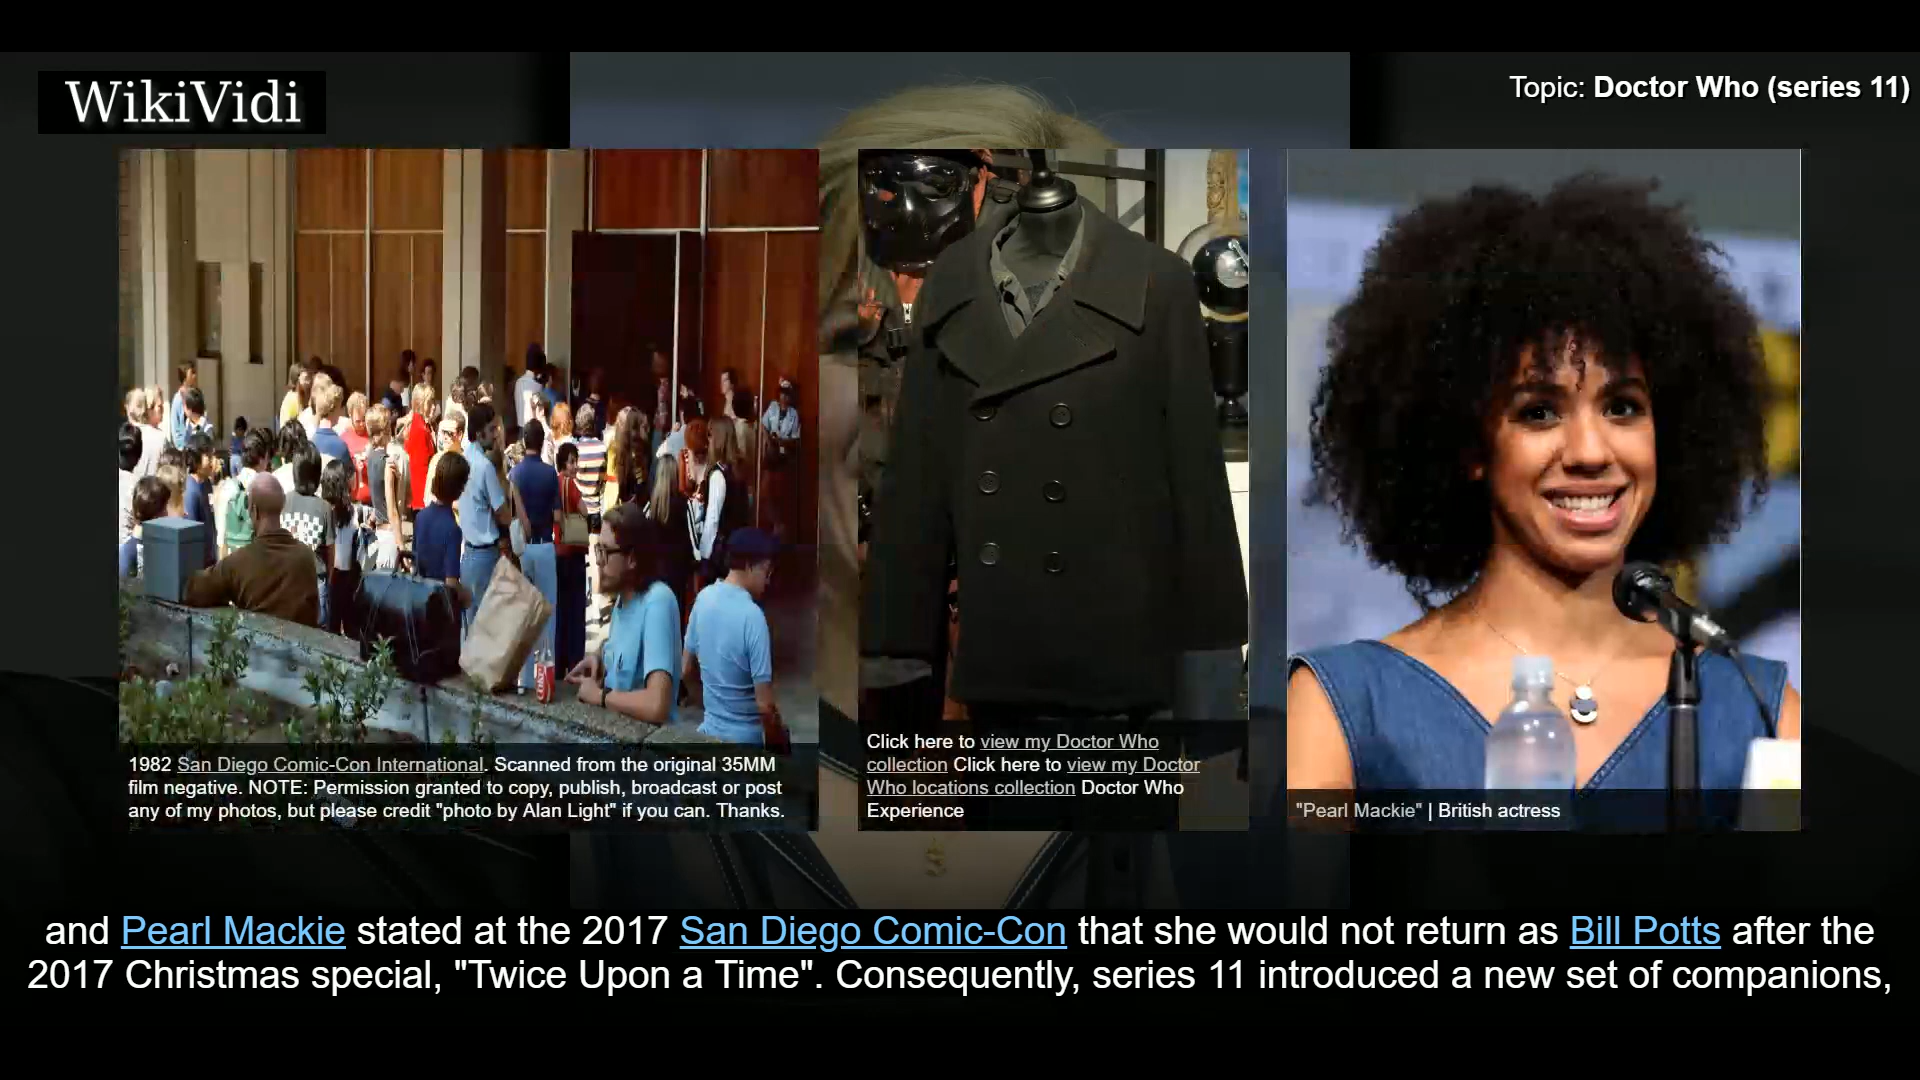 WikiVidi
Topic: Doctor Who (series 11)
1982 San Diego Comic-Con International. Scanned from the original 35MM
film negative. NOTE: Permission granted to copy, publish, broadcast or post
any of my photos, but please credit "photo by Alan Light" if you can. Thanks.
Click here to view my Doctor Who
collection Click here to view my Doctor
Who locations collection Doctor Who
Experience
"Pearl Mackie" | British actress
and Pearl Mackie stated at the 2017 San Diego Comic-Con that she would not return as Bill Potts after the
2017 Christmas special, "Twice Upon a Time". Consequently, series 11 introduced a new set of companions,